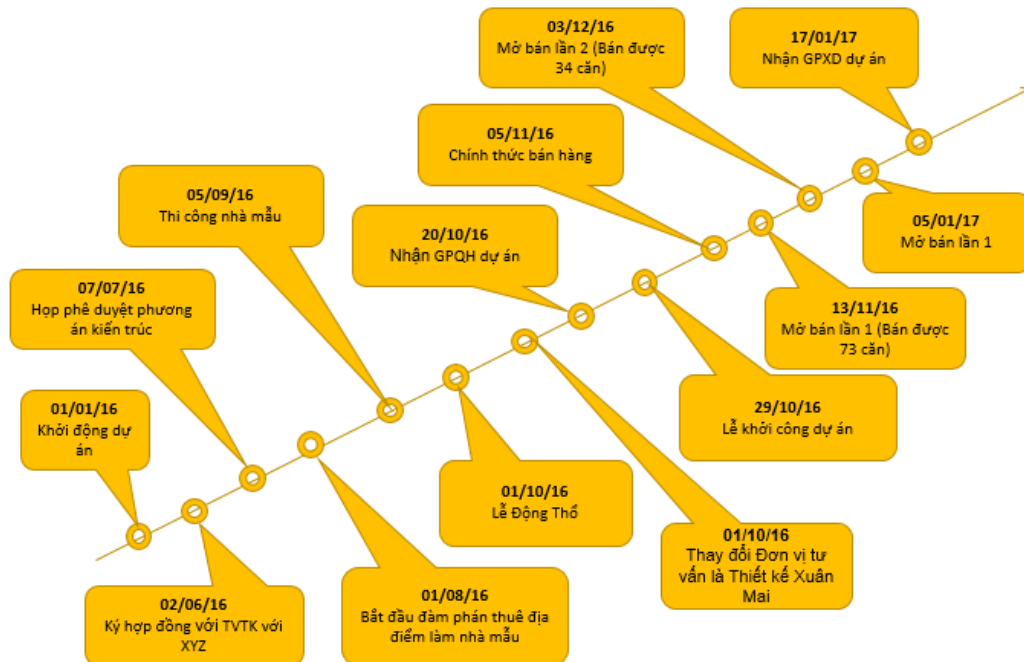 01/01/16
Khởi động dự
án
02/06/16
Ký hợp đồng với TVTK với
XYZ
07/07/16
Họp phê duyệt phương
án kiến trúc
01/08/16
Bắt đầu đàm phán thuê địa
điểm làm nhà mẫu
05/09/16
Thi công nhà mẫu
01/10/16
Lễ Động Thổ
01/10/16
Thay đổi Đơn vị tư
vấn là Thiết kế Xuân
Mai
20/10/16
Nhận GPQH dự án
29/10/16
Lễ khởi công dự án
05/11/16
Chính thức bán hàng
13/11/16
Mở bán lần 1 (Bán được
73 căn)
03/12/16
Mở bán lần 2 (Bán được
34 căn)
05/01/17
Mở bán lần 1
17/01/17
Nhận GPXD dự án